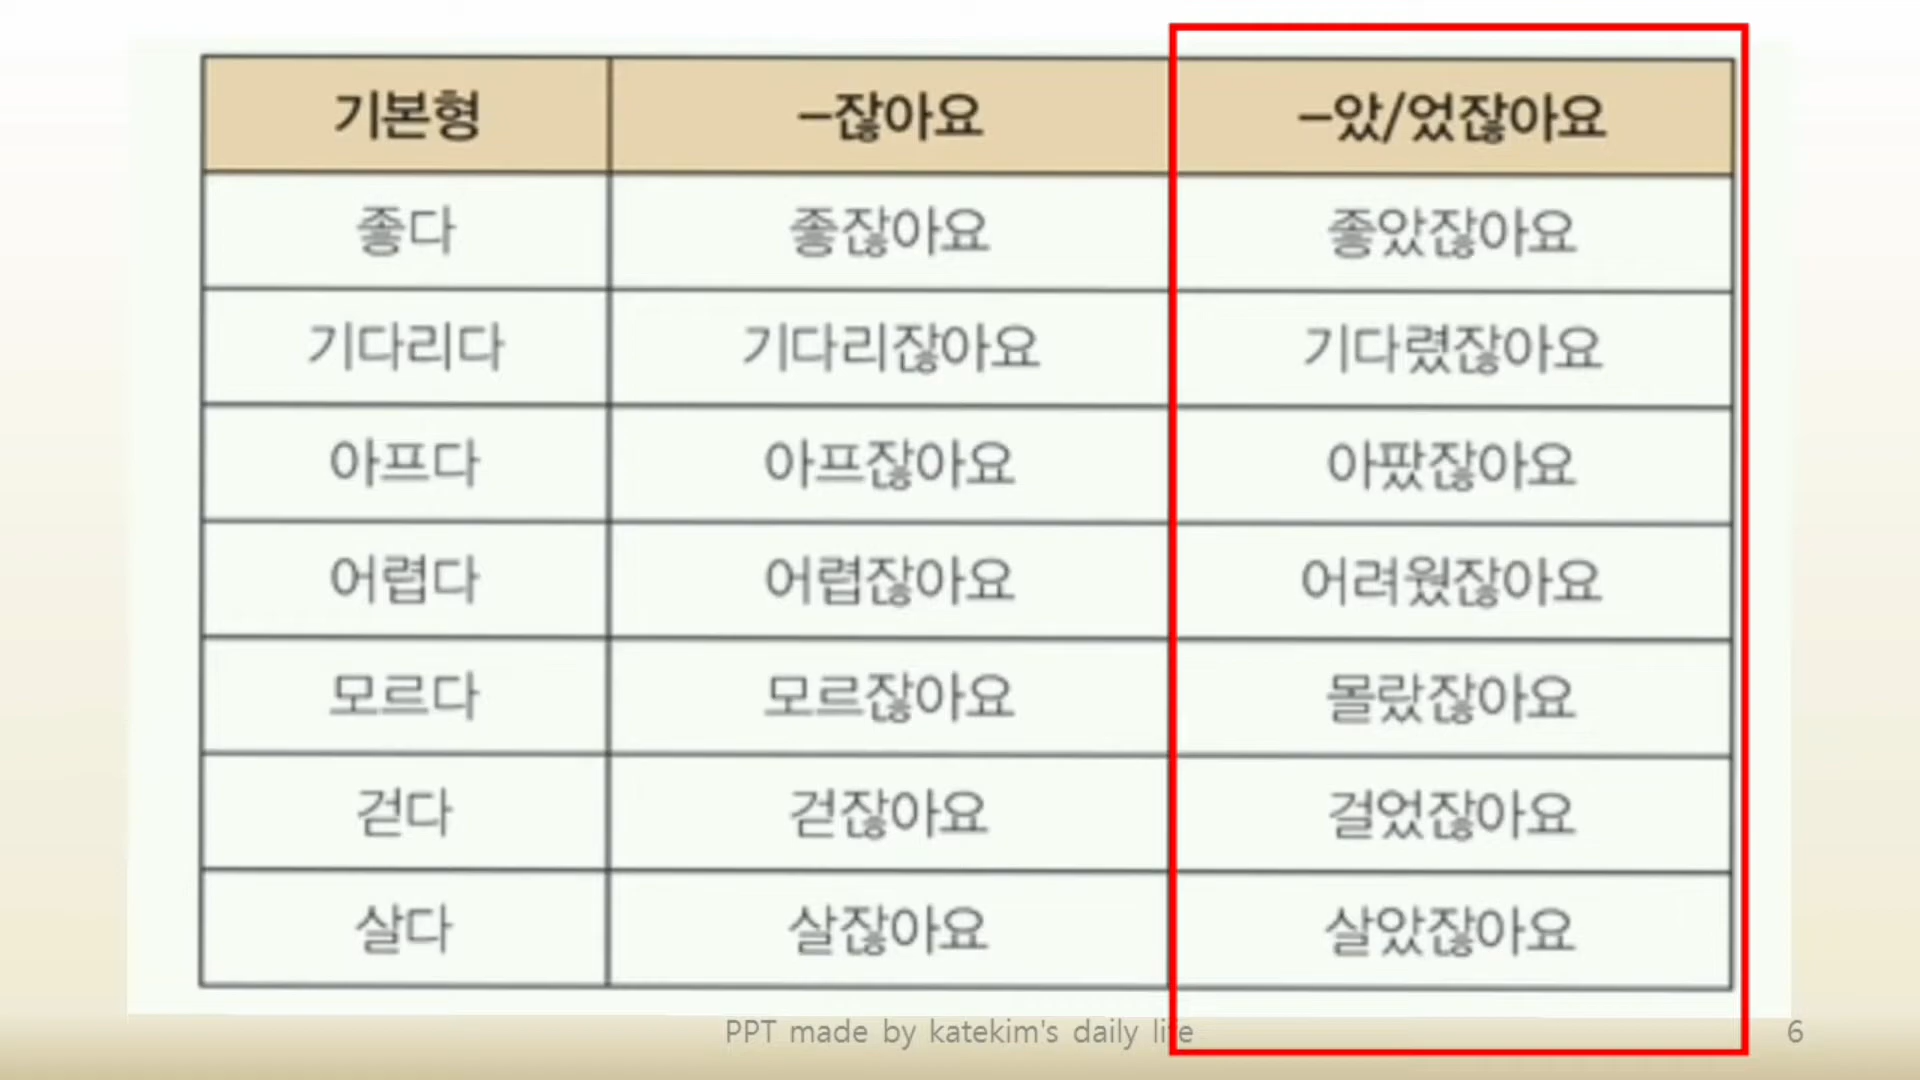 기본형 –잖아요 –았/었잖아요
좋다 좋잖아요 좋았잖아요
기다리다 기다리잖아요 기다렸잖아요
아프다 아프잖아요 아팠잖아요
어렵다 어렵잖아요 어려웠잖아요
모르다 모르잖아요 몰랐잖아요
걷다 걷잖아요 걸었잖아요
살다 살잖아요 살았잖아요
PPT made by katekim's daily life 6